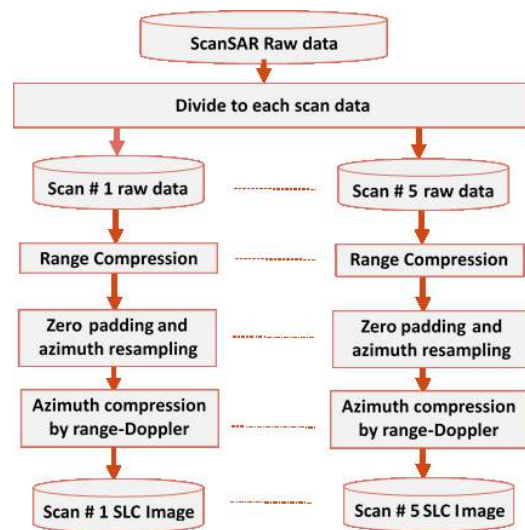 ScanSAR Raw data
Divide to each scan data
Scan # 1 raw data
Scan # 5 raw data
Range Compression
Range Compression
Zero padding and
azimuth resampling
Zero padding and
azimuth resampling
Azimuth compression
by range-Doppler
Azimuth compression
by range-Doppler
Scan # 1 SLC Image
Scan # 5 SLC Image